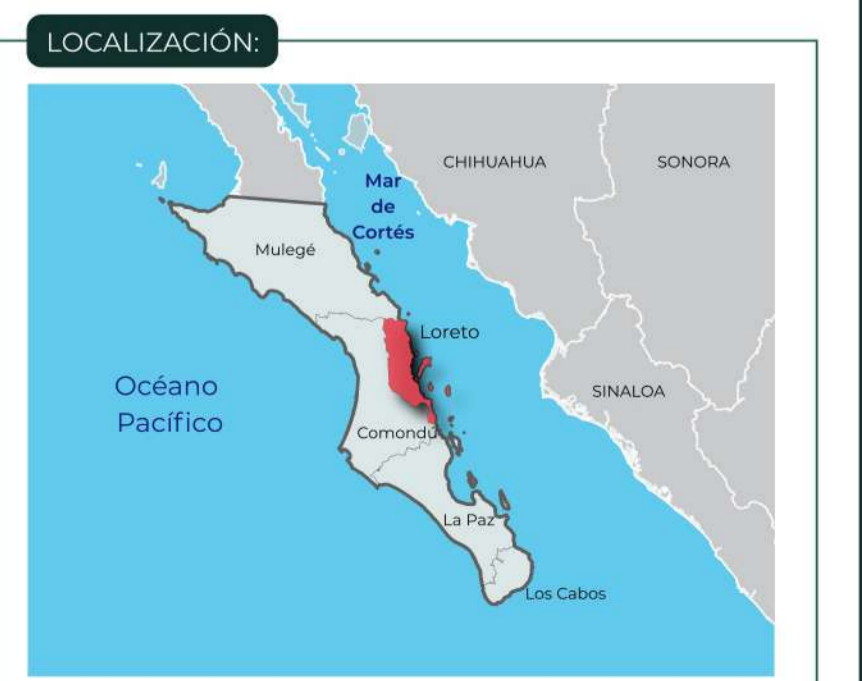 LOCALIZACIÓN:
CHIHUAHUA
SONORA
Mar
de
Cortés
Mulegé
Loreto
Océano
Pacífico
SINALOA
Comondú
La Paz
Los Cabos